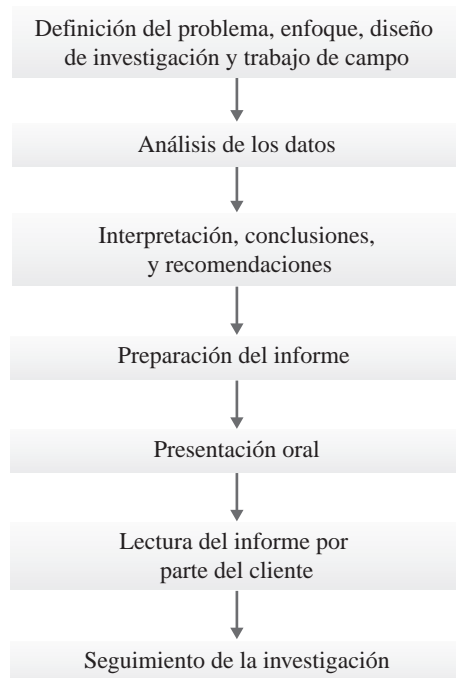 Definición del problema, enfoque, diseño
de investigación y trabajo de campo
Análisis de los datos
Interpretación, conclusiones,
y recomendaciones
Preparación del informe
Presentación oral
Lectura del informe por
parte del cliente
Seguimiento de la investigación